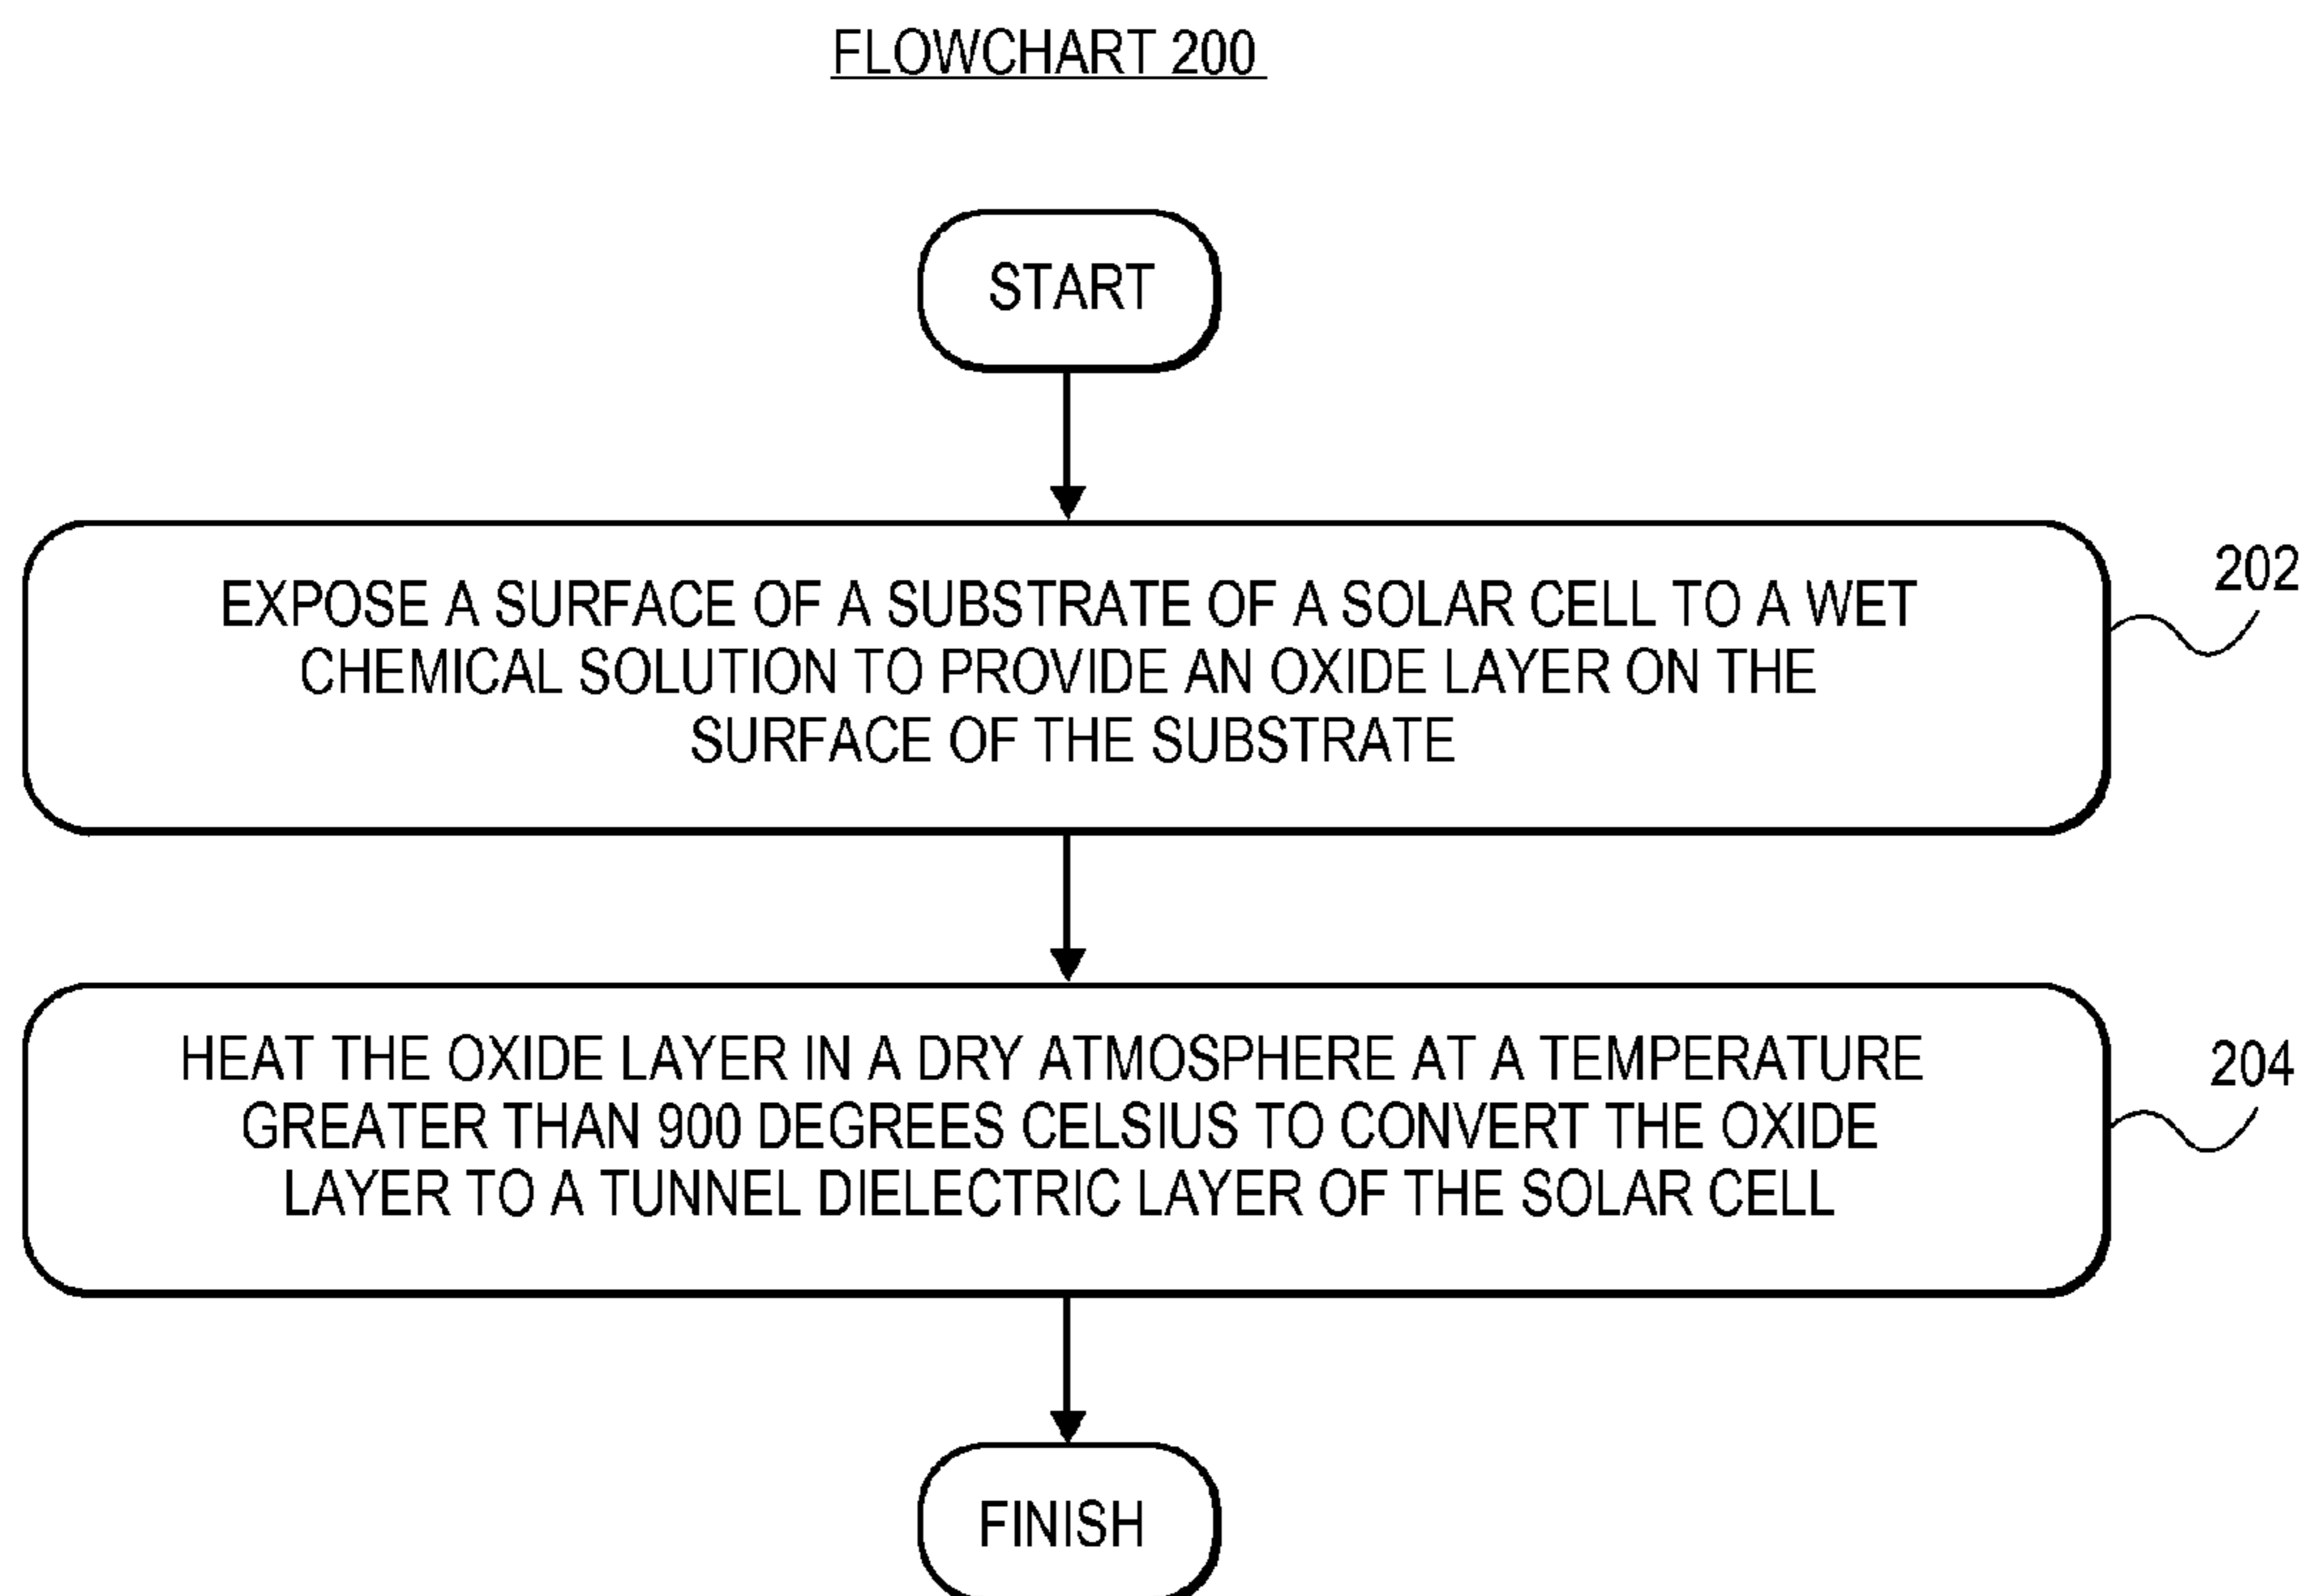 FLOWCHART 200
START
EXPOSE A SURFACE OF A SUBSTRATE OF A SOLAR CELL TO A WET
CHEMICAL SOLUTION TO PROVIDE AN OXIDE LAYER ON THE
SURFACE OF THE SUBSTRATE
202
HEAT THE OXIDE LAYER IN A DRY ATMOSPHERE AT A TEMPERATURE
GREATER THAN 900 DEGREES CELSIUS TO CONVERT THE OXIDE
LAYER TO A TUNNEL DIELECTRIC LAYER OF THE SOLAR CELL
204
FINISH